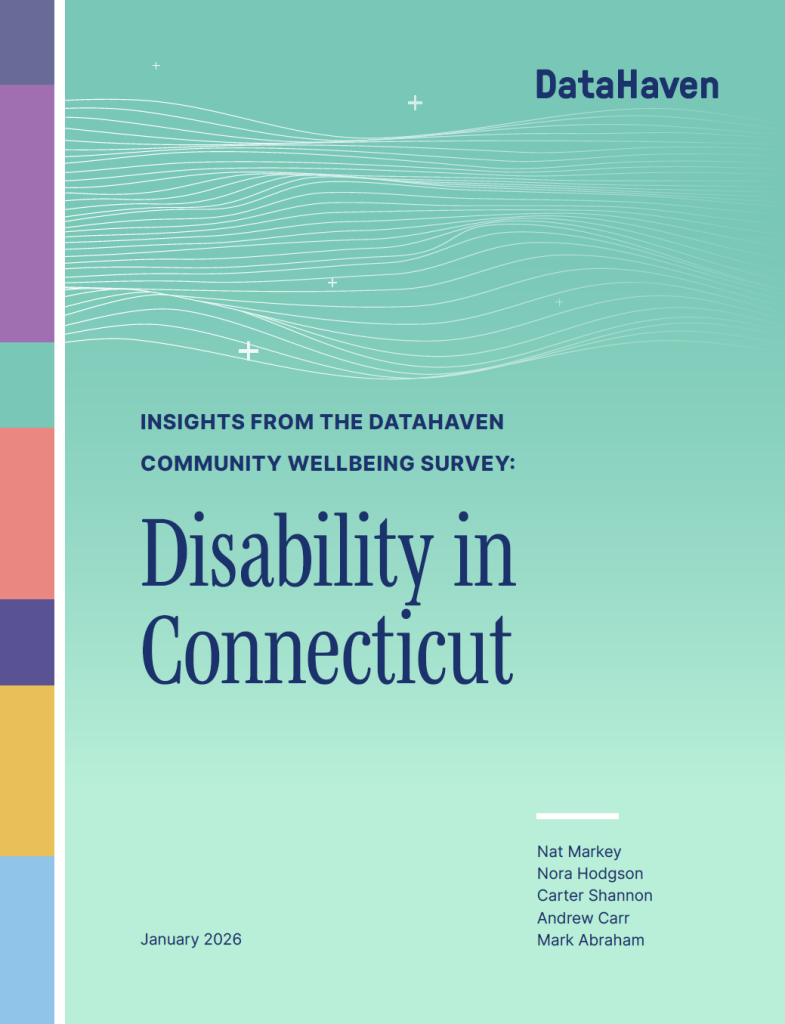 DataHaven
INSIGHTS FROM THE DATAHAVEN
COMMUNITY WELLBEING SURVEY:
Disability in
Connecticut
Nat Markey
Nora Hodgson
Carter Shannon
Andrew Carr
Mark Abraham
January 2026